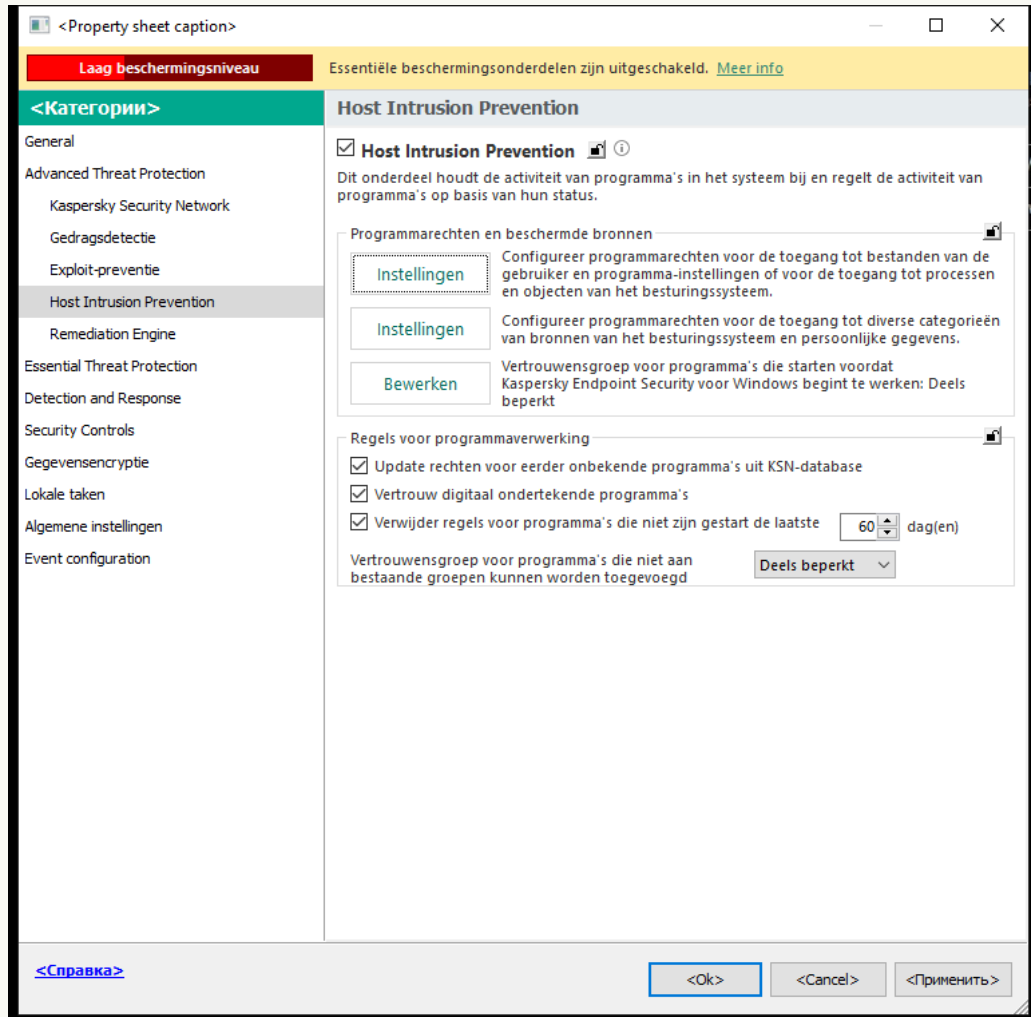 <Property sheet caption>
Laag beschermingsniveau
Essentiële beschermingsonderdelen zijn uitgeschakeld. Meer info
<Категории>
General
Advanced Threat Protection
Kaspersky Security Network
Gedragsdetectie
Exploit-preventie
Host Intrusion Prevention
Remediation Engine
Essential Threat Protection
Detection and Response
Security Controls
Gegevensencryptie
Lokale taken
Algemene instellingen
Event configuration
Host Intrusion Prevention
Host Intrusion Prevention
Dit onderdeel houdt de activiteit van programma's in het systeem bij en regelt de activiteit van
programma's op basis van hun status.
Programmarechten en beschermde bronnen
Instellingen
Configureer programmarechten voor de toegang tot bestanden van de
gebruiker en programma-instellingen of voor de toegang tot processen
en objecten van het besturingssysteem.
Instellingen
Configureer programmarechten voor de toegang tot diverse categorieën
van bronnen van het besturingssysteem en persoonlijke gegevens.
Bewerken
Vertrouwensgroep voor programma's die starten voordat
Kaspersky Endpoint Security voor Windows begint te werken: Deels
beperkt
Regels voor programmaverwerking
Update rechten voor eerder onbekende programma's uit KSN-database
Vertrouw digitaal ondertekende programma's
Verwijder regels voor programma's die niet zijn gestart de laatste 60 dag(en)
Vertrouwensgroep voor programma's die niet aan
bestaande groepen kunnen worden toegevoegd
Deels beperkt
<Справка>
<Ok>
<Cancel>
<Применить>